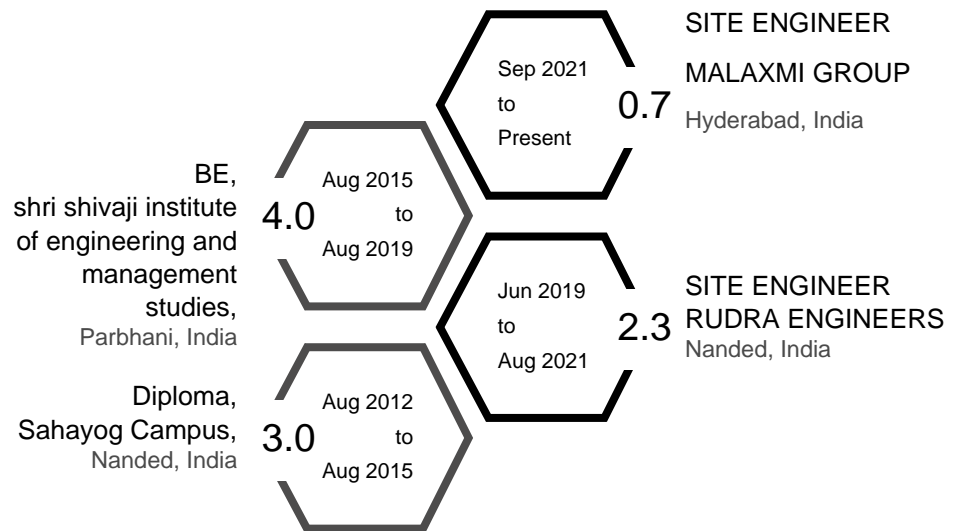 SITE ENGINEER
MALAXMI GROUP
Hyderabad, India
Sep 2021
to
Present
0.7
BE,
shri shivaji institute
of engineering and
management
studies,
Parbhani, India
4.0
Aug 2015
to
Aug 2019
Jun 2019
to
Aug 2021
2.3
SITE ENGINEER
RUDRA ENGINEERS
Nanded, India
Diploma,
Sahayog Campus,
Nanded, India
3.0
Aug 2012
to
Aug 2015